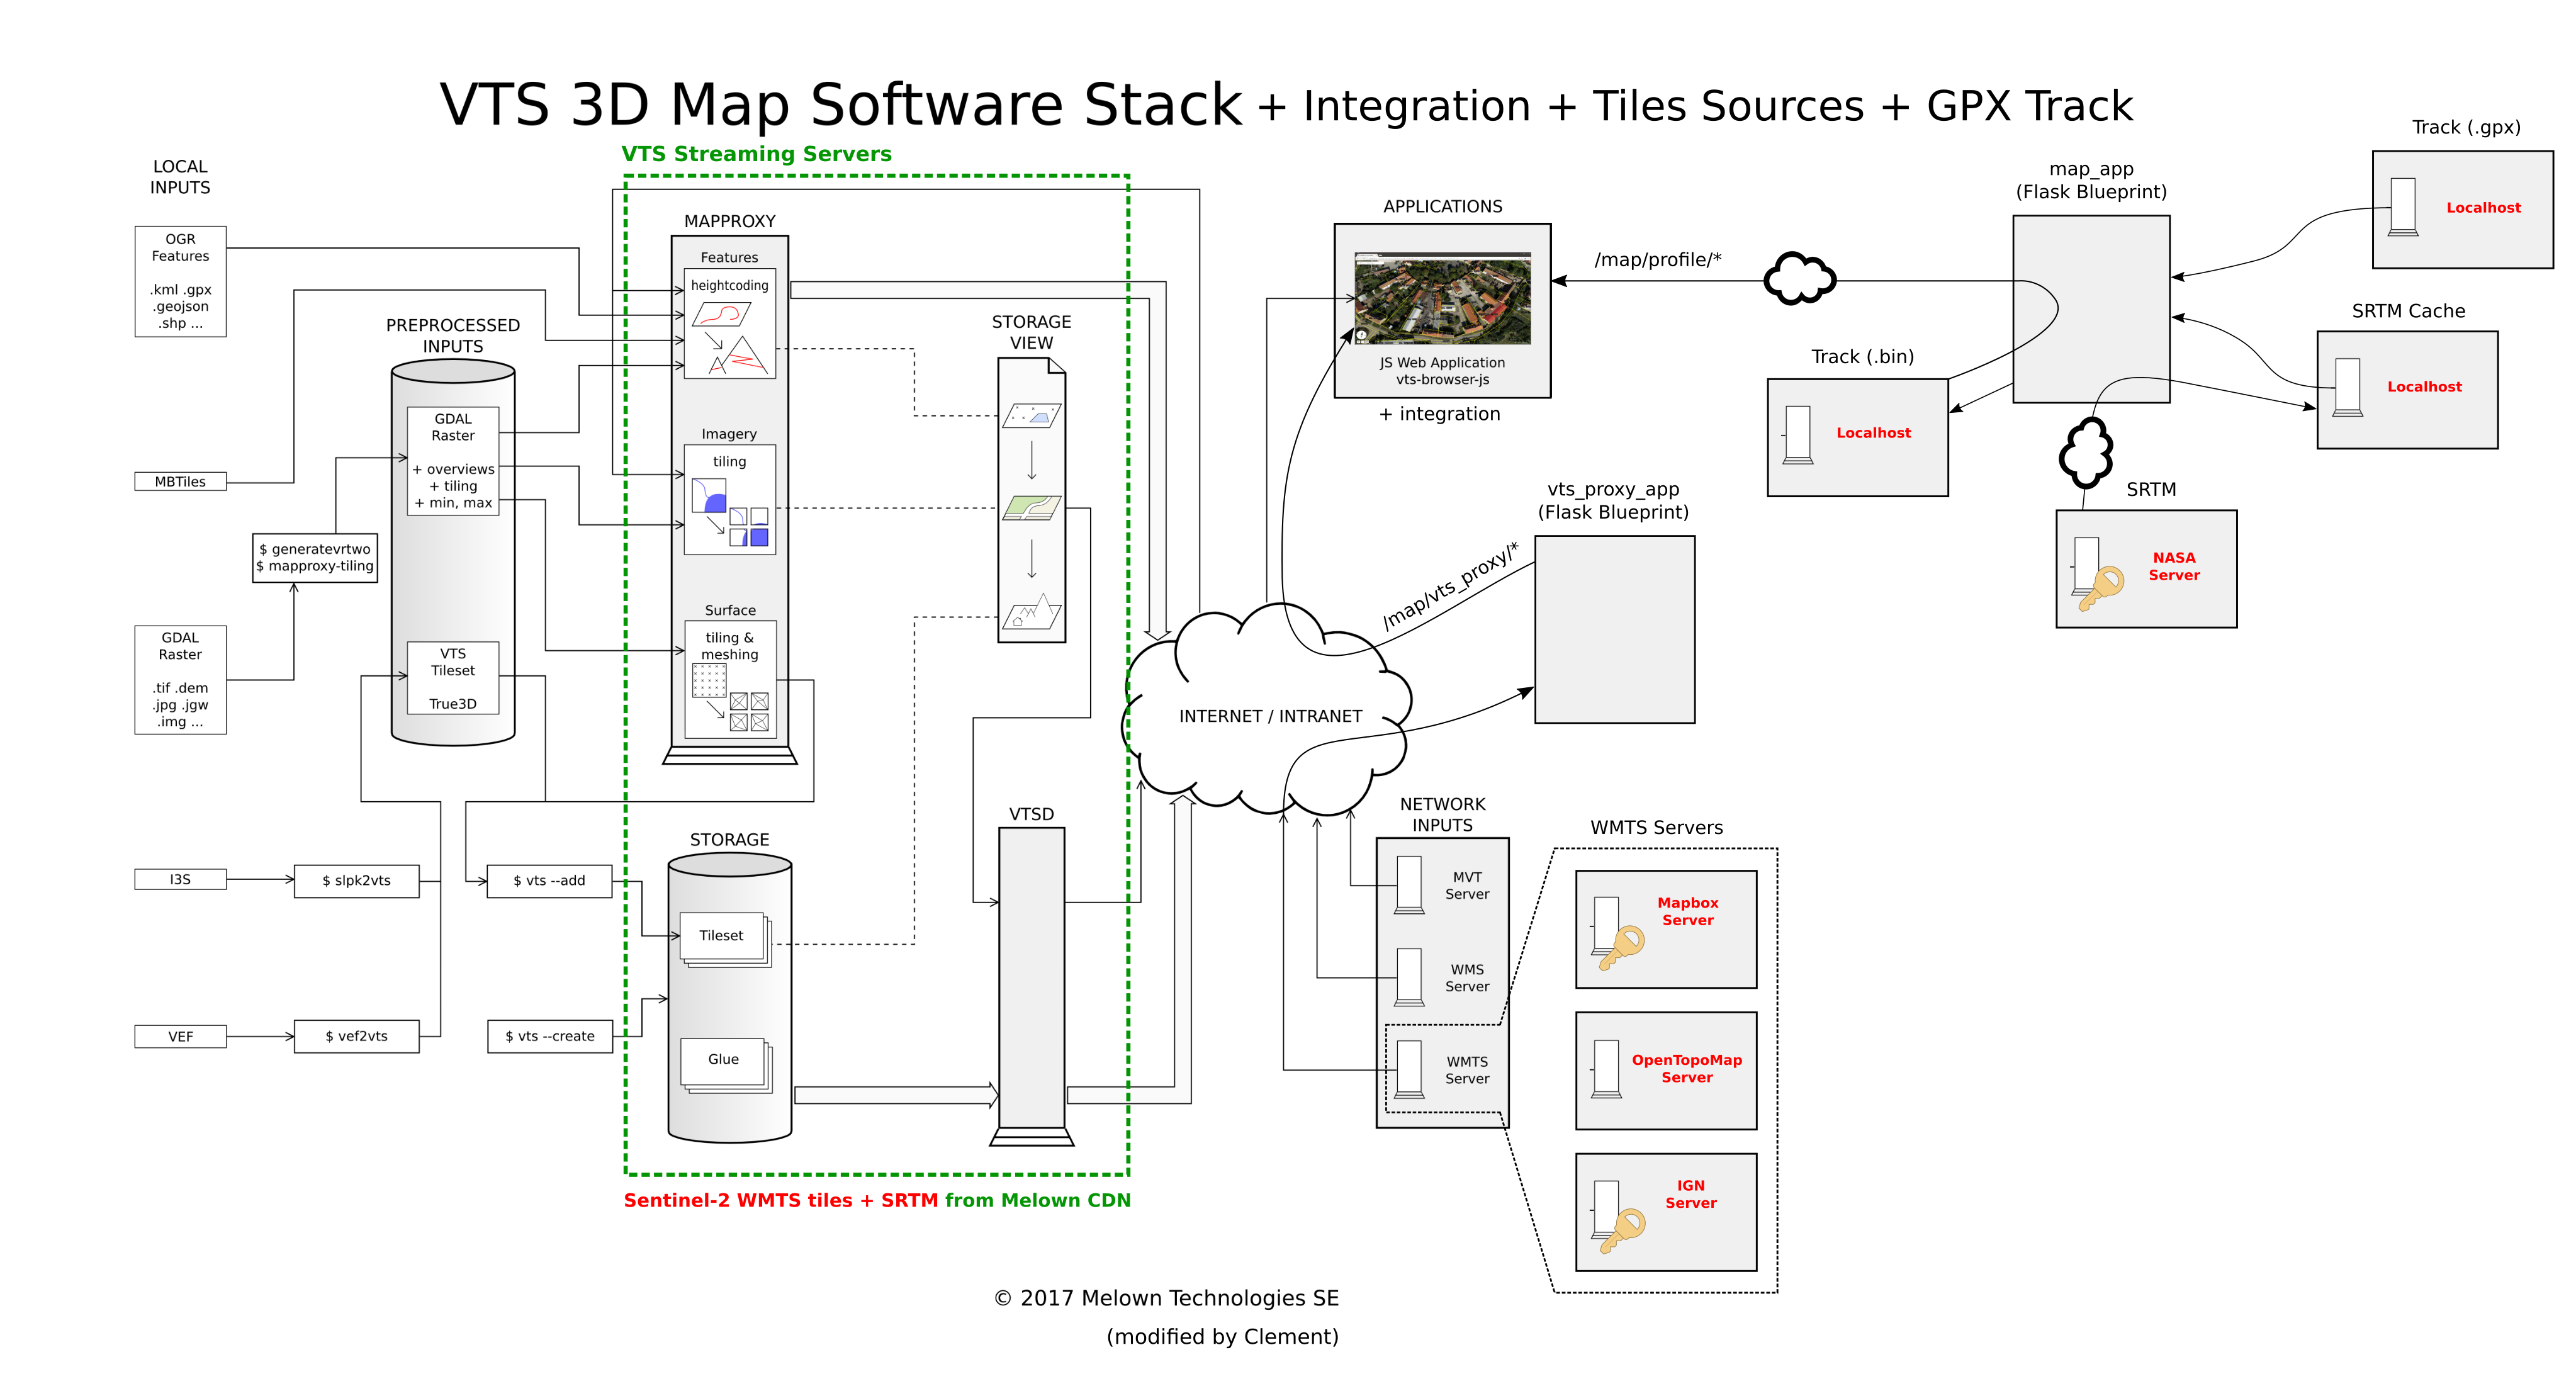 VTS 3D Map Software Stack + Integration + Tiles Sources + GPX Track
VTS Streaming Servers
LOCAL
INPUTS
OGR
Features
.kml .gpx
.geojson
.shp ...
MBTiles
$ generatevrtwo
$ mapproxy-tiling
GDAL
Raster
.tif .dem
.jpg .jgw
.img ...
I3S
$ slpk2vts
VEF
$ vef2vts
PREPROCESSED
INPUTS
GDAL
Raster
+ overviews
+ tiling
+ min, max
VTS
Tileset
True3D
$ vts --add
$ vts --create
MAPPROXY
Features
heightcoding
Imagery
tiling
Surface
tiling &
meshing
STORAGE
Tileset
Glue
STORAGE
VIEW
VTSD
Sentinel-2 WMTS tiles + SRTM from Melown CDN
INTERNET / INTRANET
APPLICATIONS
JS Web Application
vts-browser-js
+ integration
/map/profile/*
map_app
(Flask Blueprint)
Track (.gpx)
Localhost
SRTM Cache
Localhost
Track (.bin)
Localhost
SRTM
NASA
Server
vts_proxy_app
(Flask Blueprint)
/map/vts_proxy/*
NETWORK
INPUTS
MVT
Server
WMS
Server
WMTS
Server
WMTS Servers
Mapbox
Server
OpenTopoMap
Server
IGN
Server
© 2017 Melown Technologies SE
(modified by Clement)